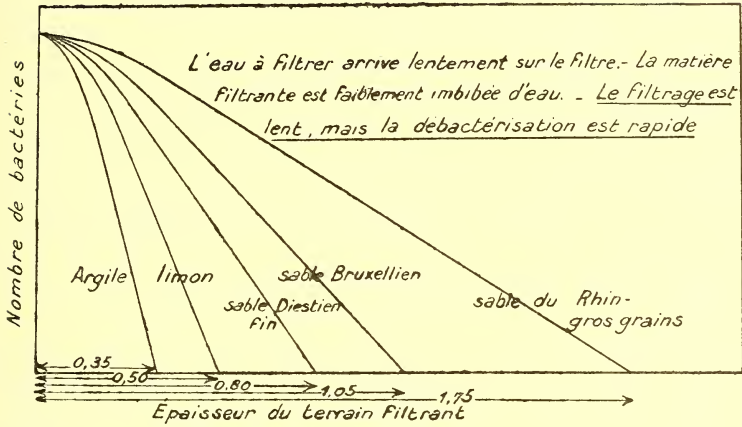 L'eau à filtrer arrive lentement sur le filtre.- La matière
filtrante est faiblement imbibée d'eau. - Le filtrage est
lent, mais la débactérisation est rapide
Nombre de bactéries
Argile
limon
sable Diestien
fin
sable Bruxellien
sable du Rhin-
gros grains
0,35
0,50
0,80
1,05
1,75
Epaisseur du terrain filtrant